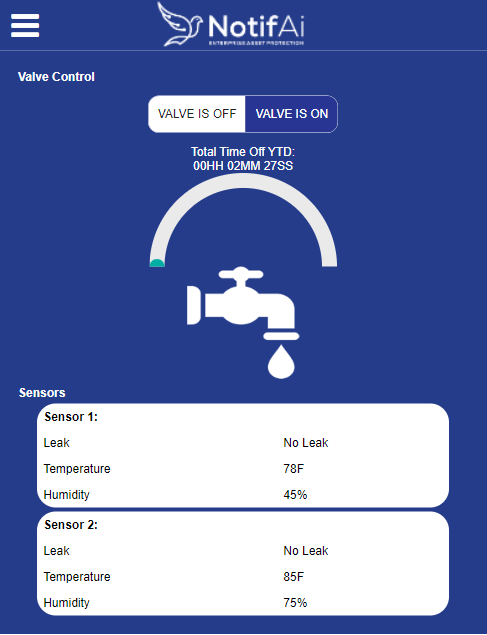 NotifAi
ENTERPRISE ASSET PROTECTION
Valve Control
VALVE IS OFF VALVE IS ON
Total Time Off YTD:
00HH 02MM 27SS
Sensors
Sensor 1:
Leak No Leak
Temperature 78F
Humidity 45%
Sensor 2:
Leak No Leak
Temperature 85F
Humidity 75%